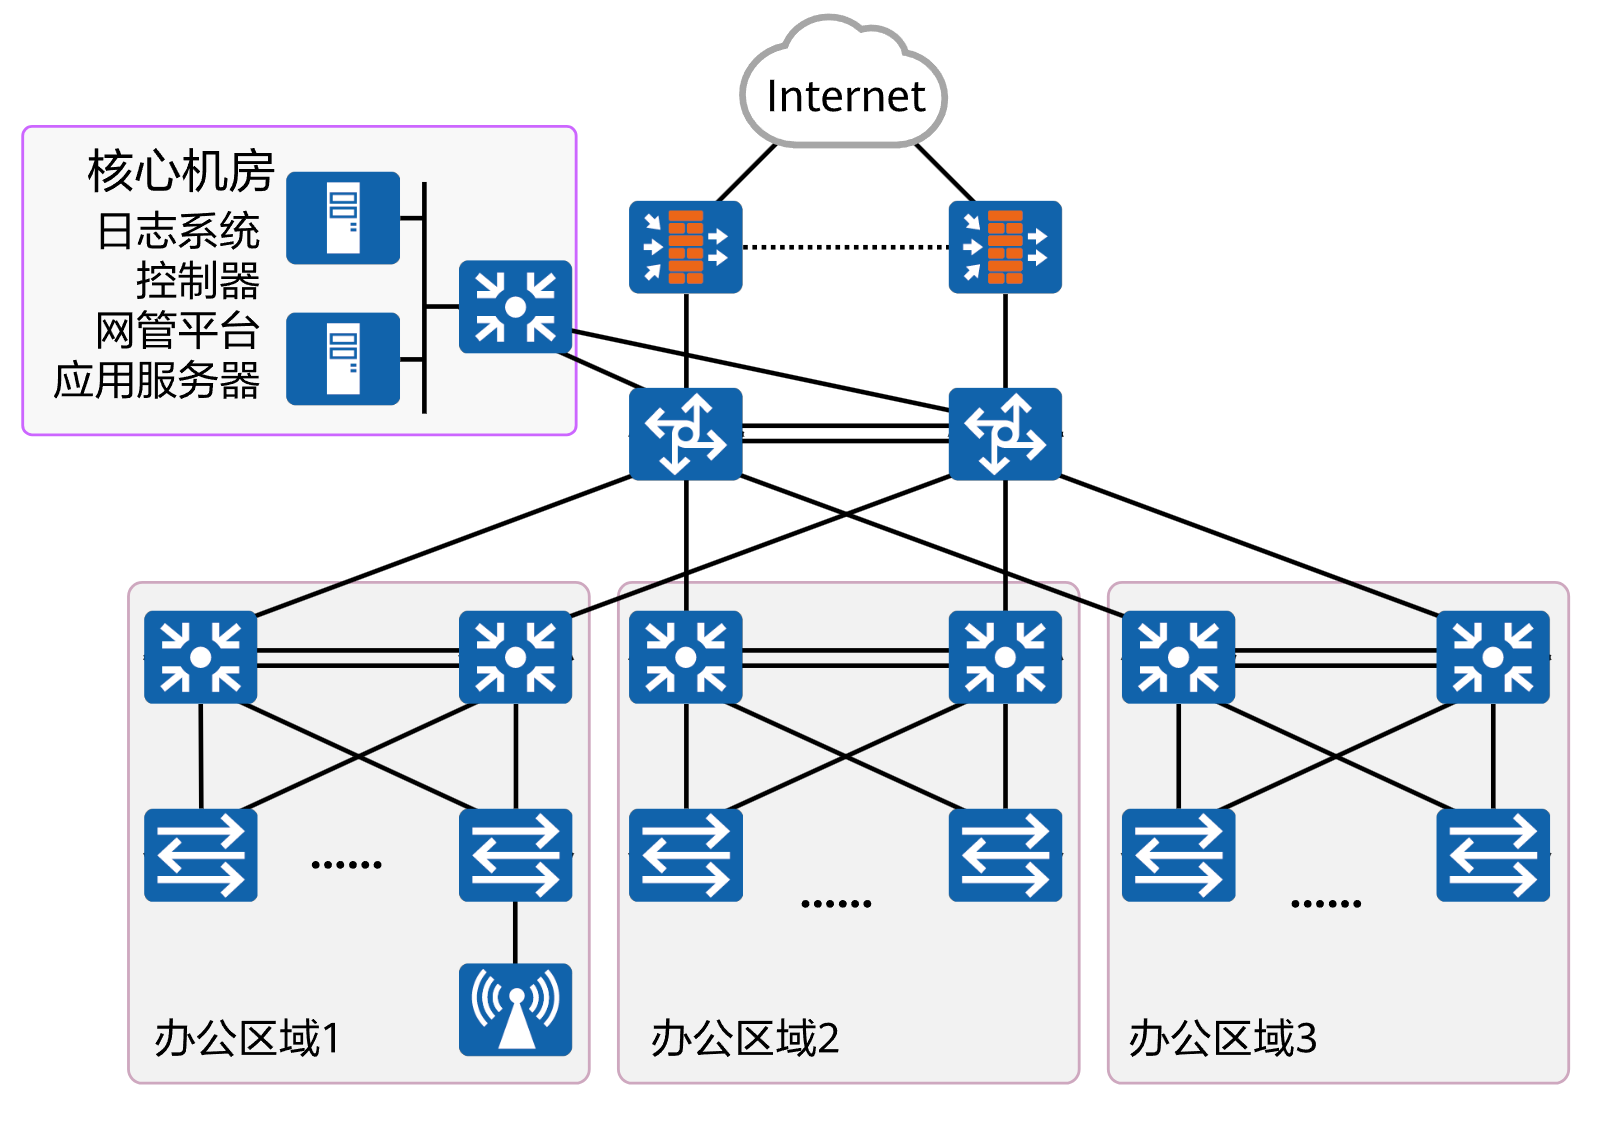 Internet
核心机房
日志系统
控制器
网管平台
应用服务器
……
……
……
办公区域1
办公区域2
办公区域3